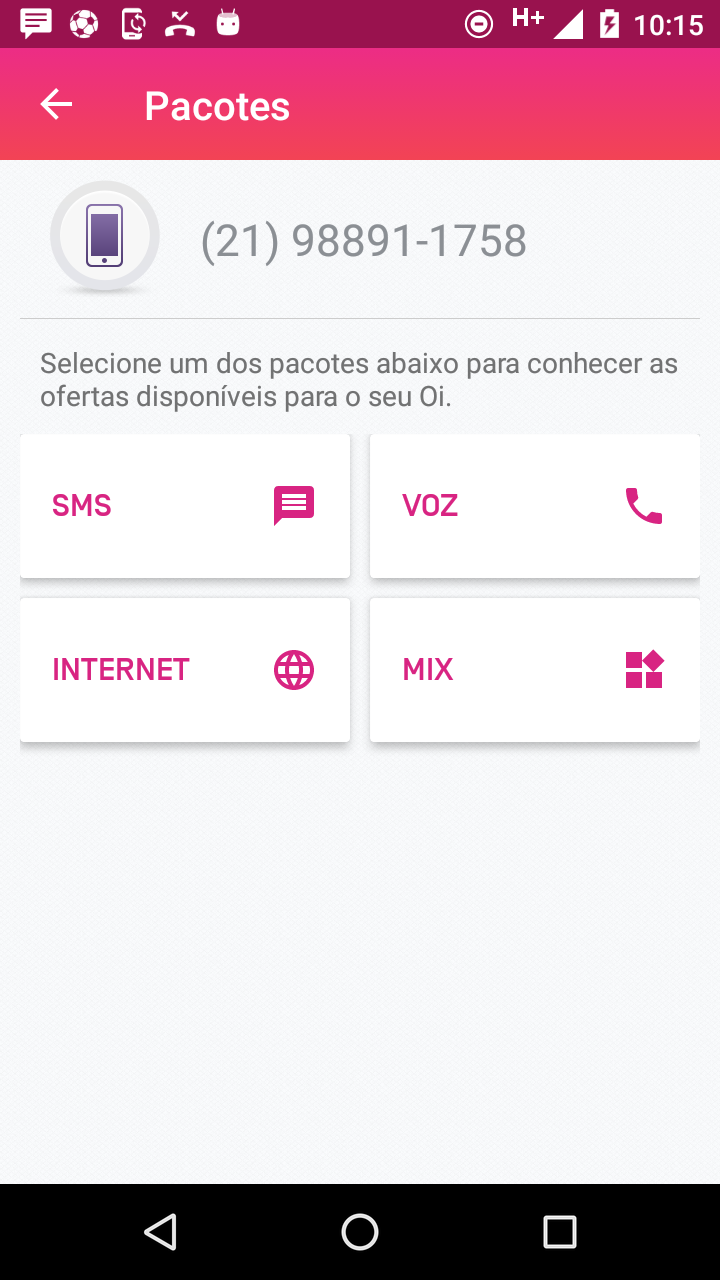 H+ 10:15
Pacotes
(21) 98891-1758
Selecione um dos pacotes abaixo para conhecer as
ofertas disponíveis para o seu Oi.
SMS VOZ
INTERNET MIX